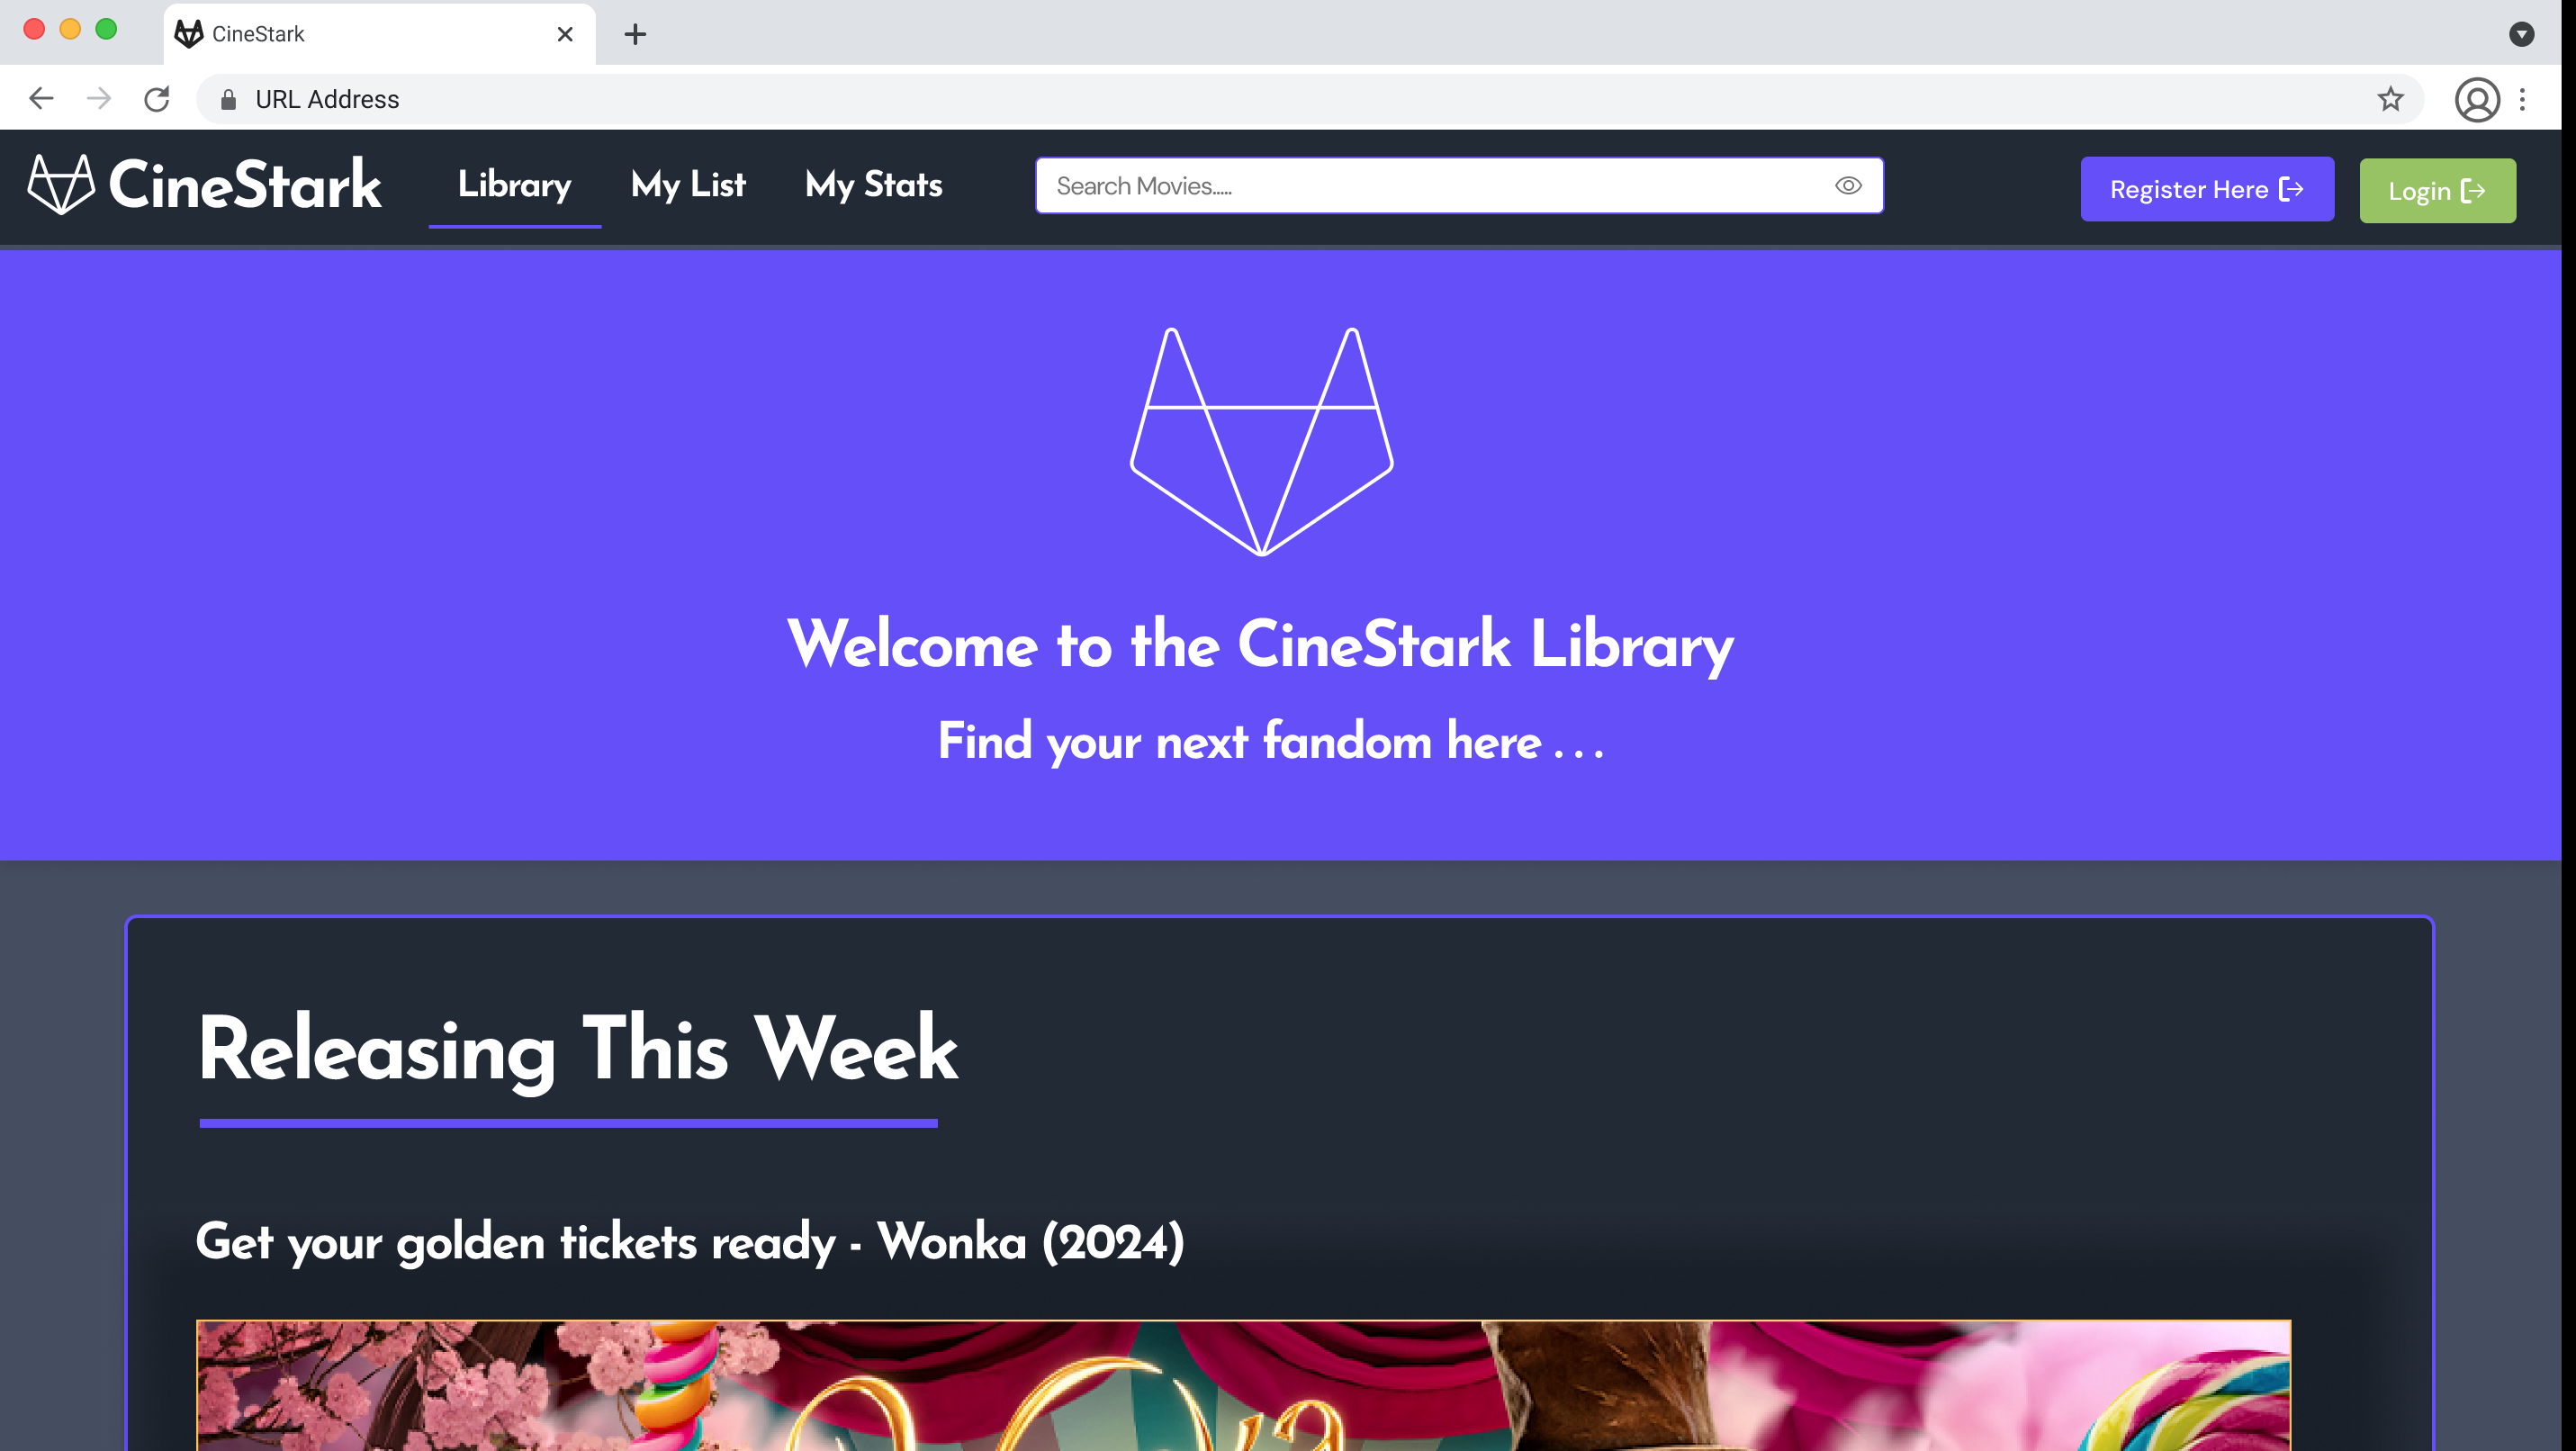 CineStark
URL Address
CineStark
Library
My List
My Stats
Search Movies.....
Register Here
Login
Welcome to the CineStark Library
Find your next fandom here . . .
Releasing This Week
Get your golden tickets ready - Wonka (2024)